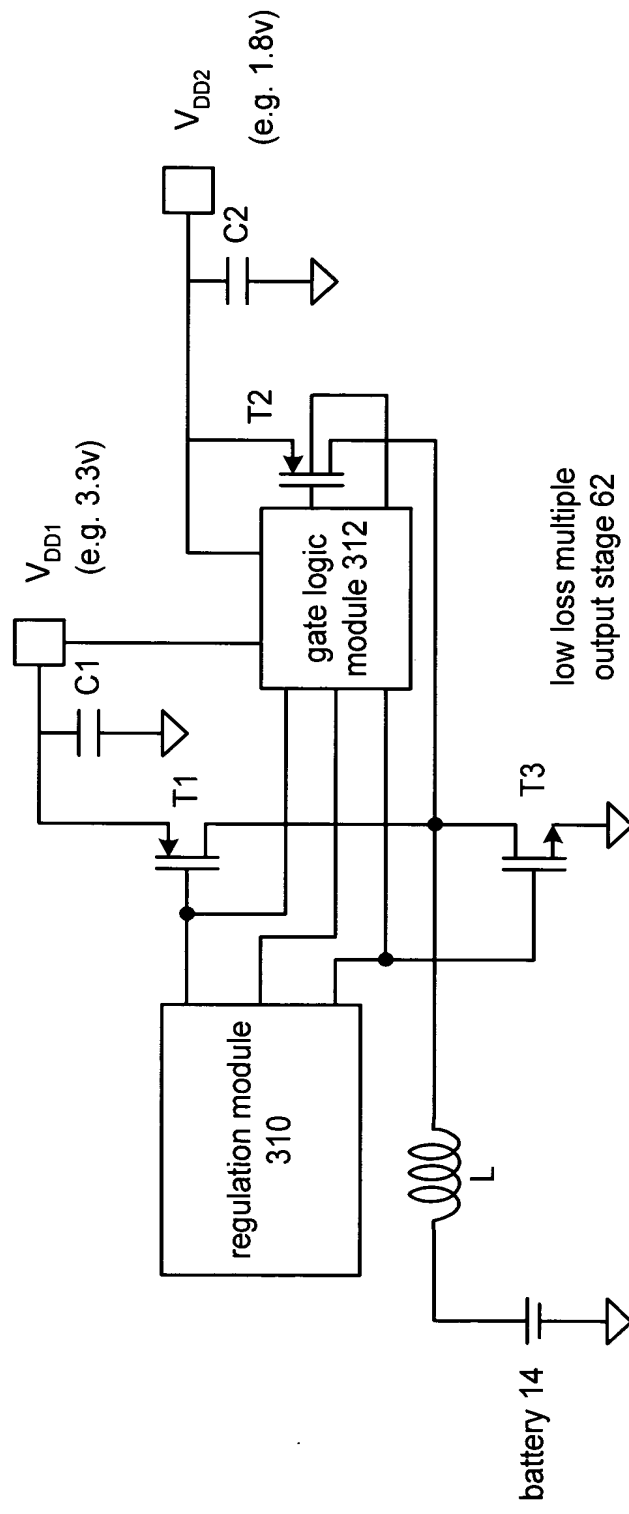 V_DD1
(e.g. 3.3v)
V_DD2
(e.g. 1.8v)
C1
C2
T1
T2
regulation module
310
gate logic
module 312
T3
L
battery 14
low loss multiple
output stage 62